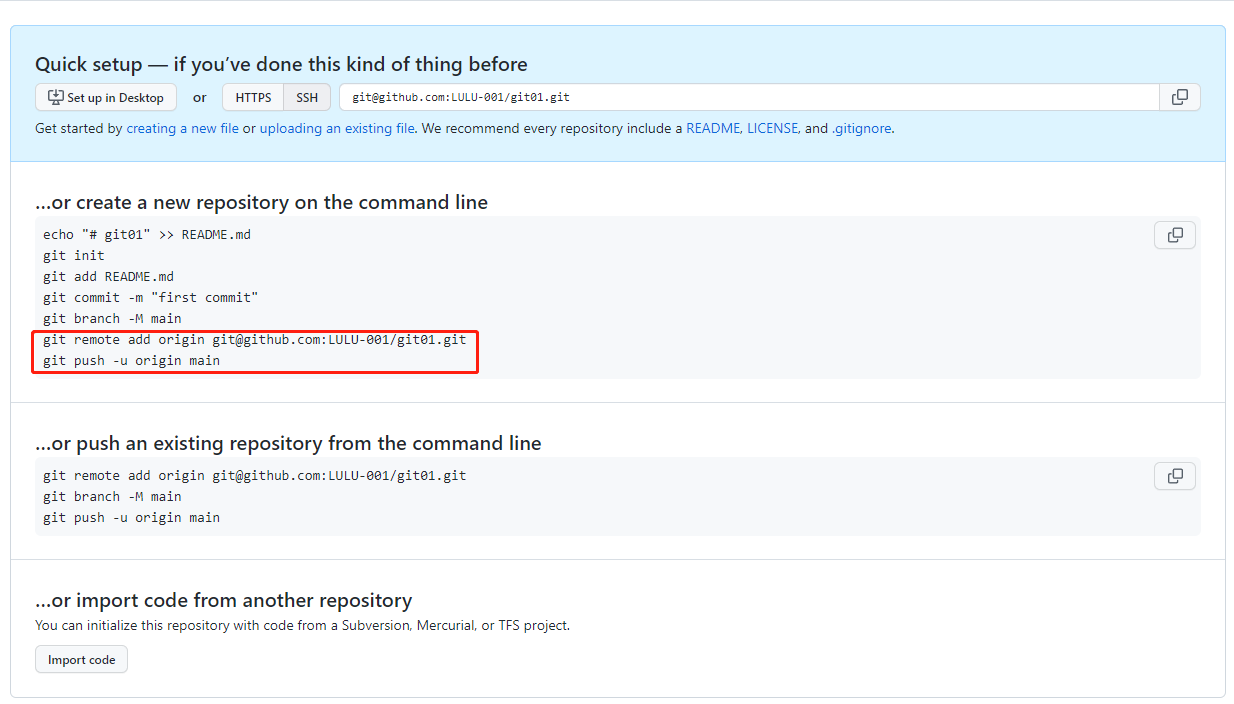 Quick setup — if you’ve done this kind of thing before
Set up in Desktop or HTTPS SSH git@github.com:LULU-001/git01.git
Get started by creating a new file or uploading an existing file. We recommend every repository include a README, LICENSE, and .gitignore.
…or create a new repository on the command line
echo "# git01" >> README.md
git init
git add README.md
git commit -m "first commit"
git branch -M main
git remote add origin git@github.com:LULU-001/git01.git
git push -u origin main
…or push an existing repository from the command line
git remote add origin git@github.com:LULU-001/git01.git
git branch -M main
git push -u origin main
…or import code from another repository
You can initialize this repository with code from a Subversion, Mercurial, or TFS project.
Import code